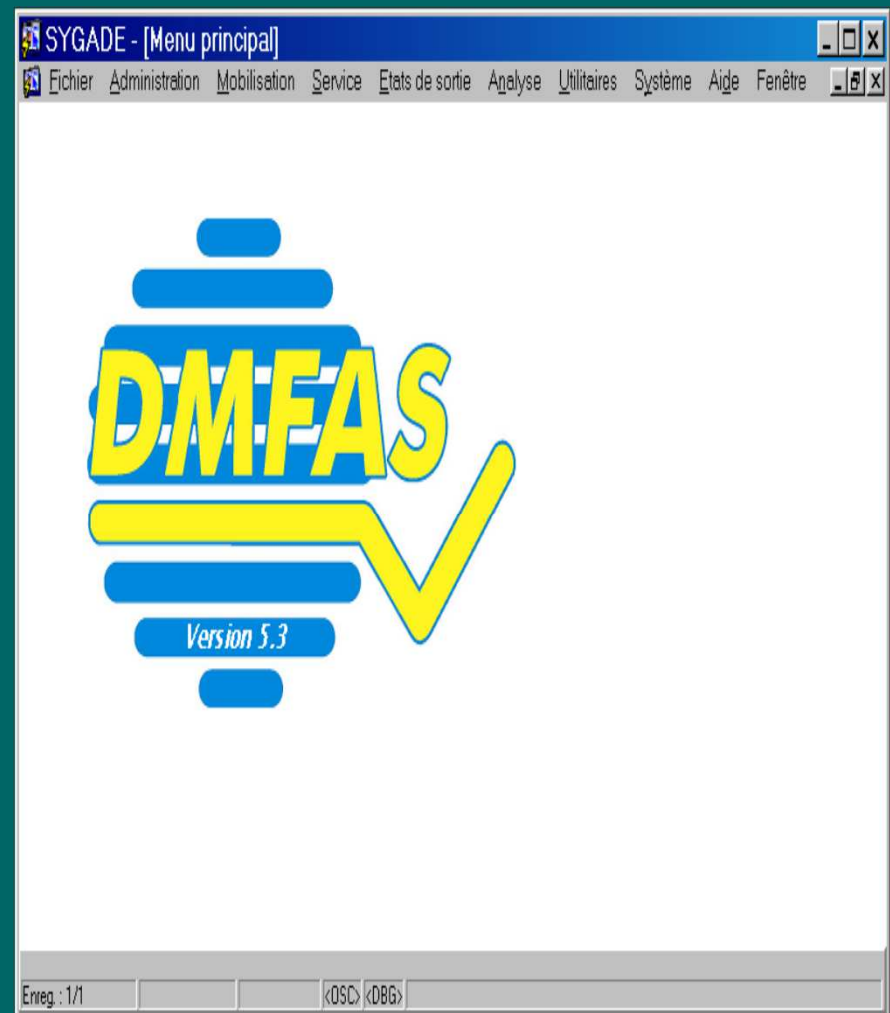 SYGADE - [Menu principal]
Fichier Administration Mobilisation Service Etats de sortie Analyse Utilitaires Système Aide Fenêtre
DMFAS
Version 5.3
Enreg. : 1/1 <OSC> <DBG>